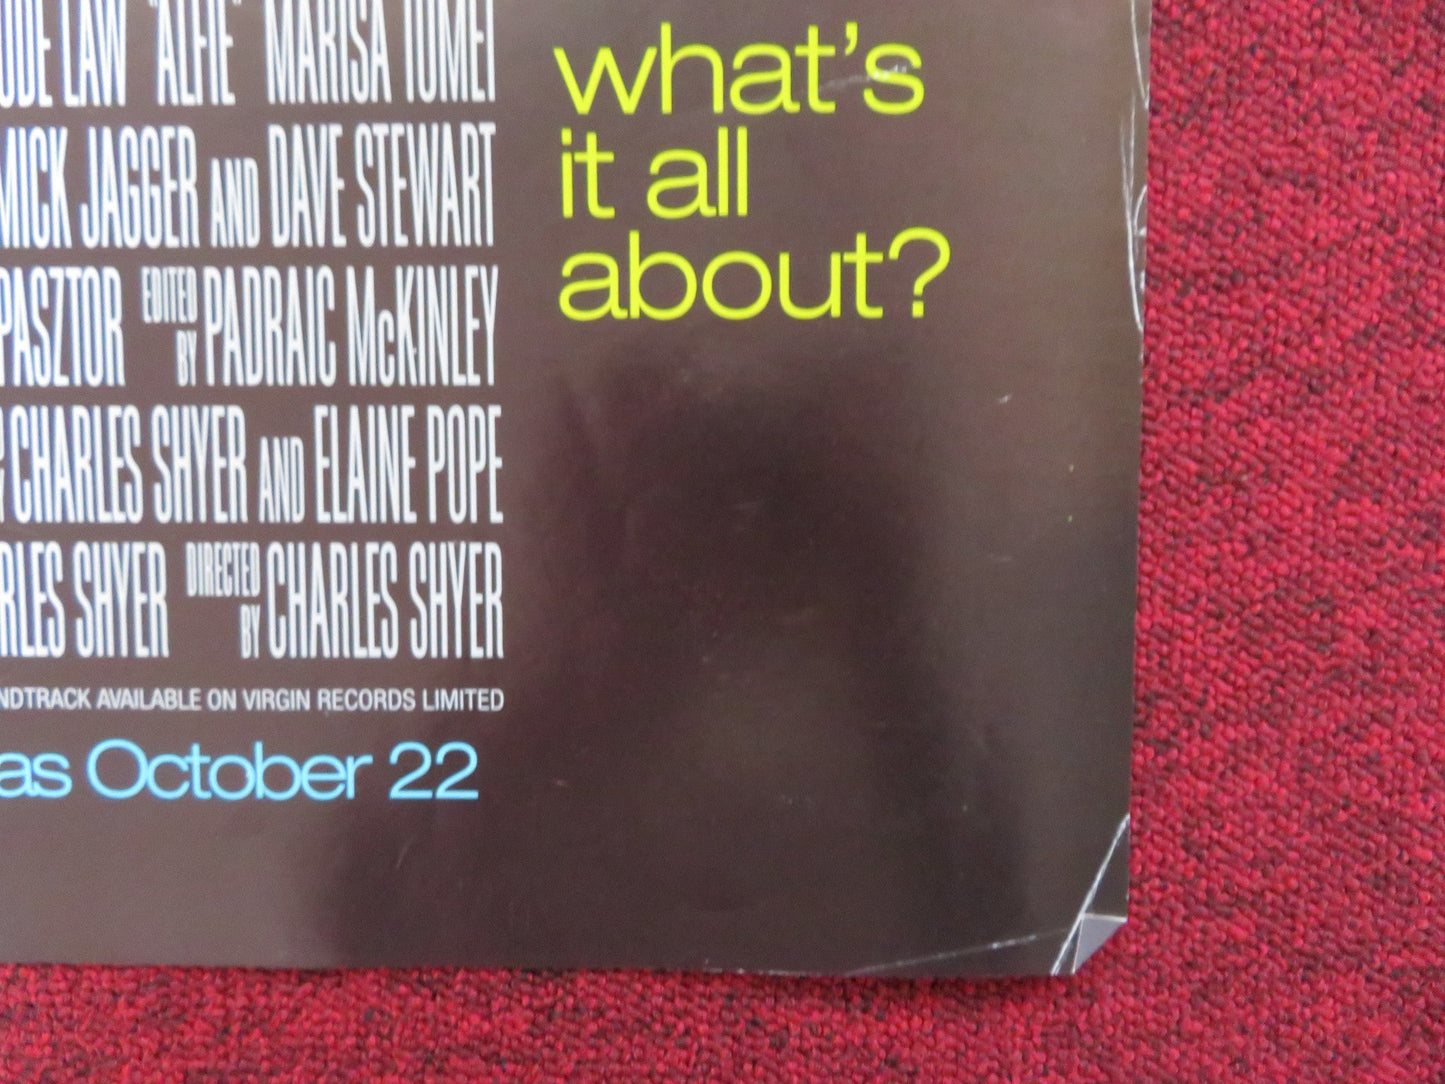 UDE LAW "ALFIE" MARISA TOMEI
MICK JAGGER AND DAVE STEWART
PASZTOR EDITED BY PADRAIC McKINLEY
CHARLES SHYER AND ELAINE POPE
RLES SHYER DIRECTED BY CHARLES SHYER
NDTRACK AVAILABLE ON VIRGIN RECORDS LIMITED
as October 22
what's
it all
about?